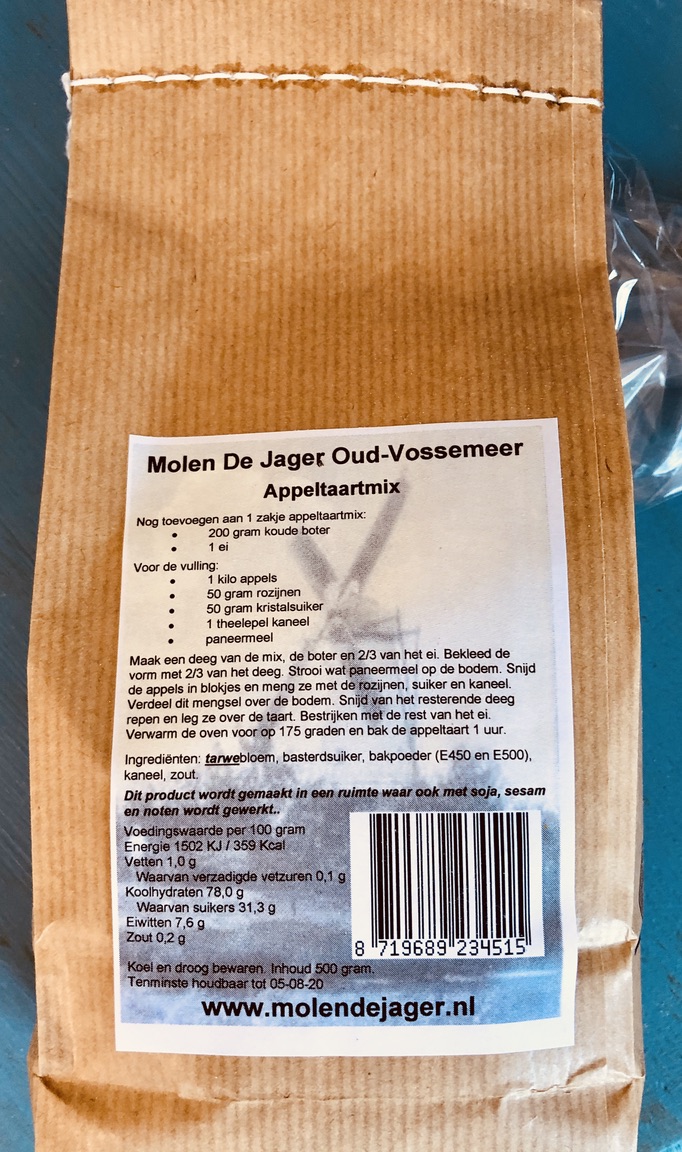 Molen De Jager Oud-Vossemeer
Appeltaartmix
Nog toevoegen aan 1 zakje appeltaartmix:
• 200 gram koude boter
• 1 ei
Voor de vulling:
• 1 kilo appels
• 50 gram rozijnen
• 50 gram kristalsuiker
• 1 theelepel kaneel
• paneermeel
Maak een deeg van de mix, de boter en 2/3 van het ei. Bekleed de
vorm met 2/3 van het deeg. Strooi wat paneermeel op de bodem. Snijd
de appels in blokjes en meng ze met de rozijnen, suiker en kaneel.
Verdeel dit mengsel over de bodem. Snijd van het resterende deeg
repen en leg ze over de taart. Bestrijken met de rest van het ei.
Verwarm de oven voor op 175 graden en bak de appeltaart 1 uur.
Ingrediënten: tarwebloem, basterdsuiker, bakpoeder (E450 en E500),
kaneel, zout.
Dit product wordt gemaakt in een ruimte waar ook met soja, sesam
en noten wordt gewerkt..
Voedingswaarde per 100 gram
Energie 1502 KJ / 359 Kcal
Vetten 1,0 g
Waarvan verzadigde vetzuren 0,1 g
Koolhydraten 78,0 g
Waarvan suikers 31,3 g
Eiwitten 7,6 g
Zout 0,2 g
8 719689 234515
Koel en droog bewaren. Inhoud 500 gram.
Tenminste houdbaar tot 05-08-20
www.molendejager.nl